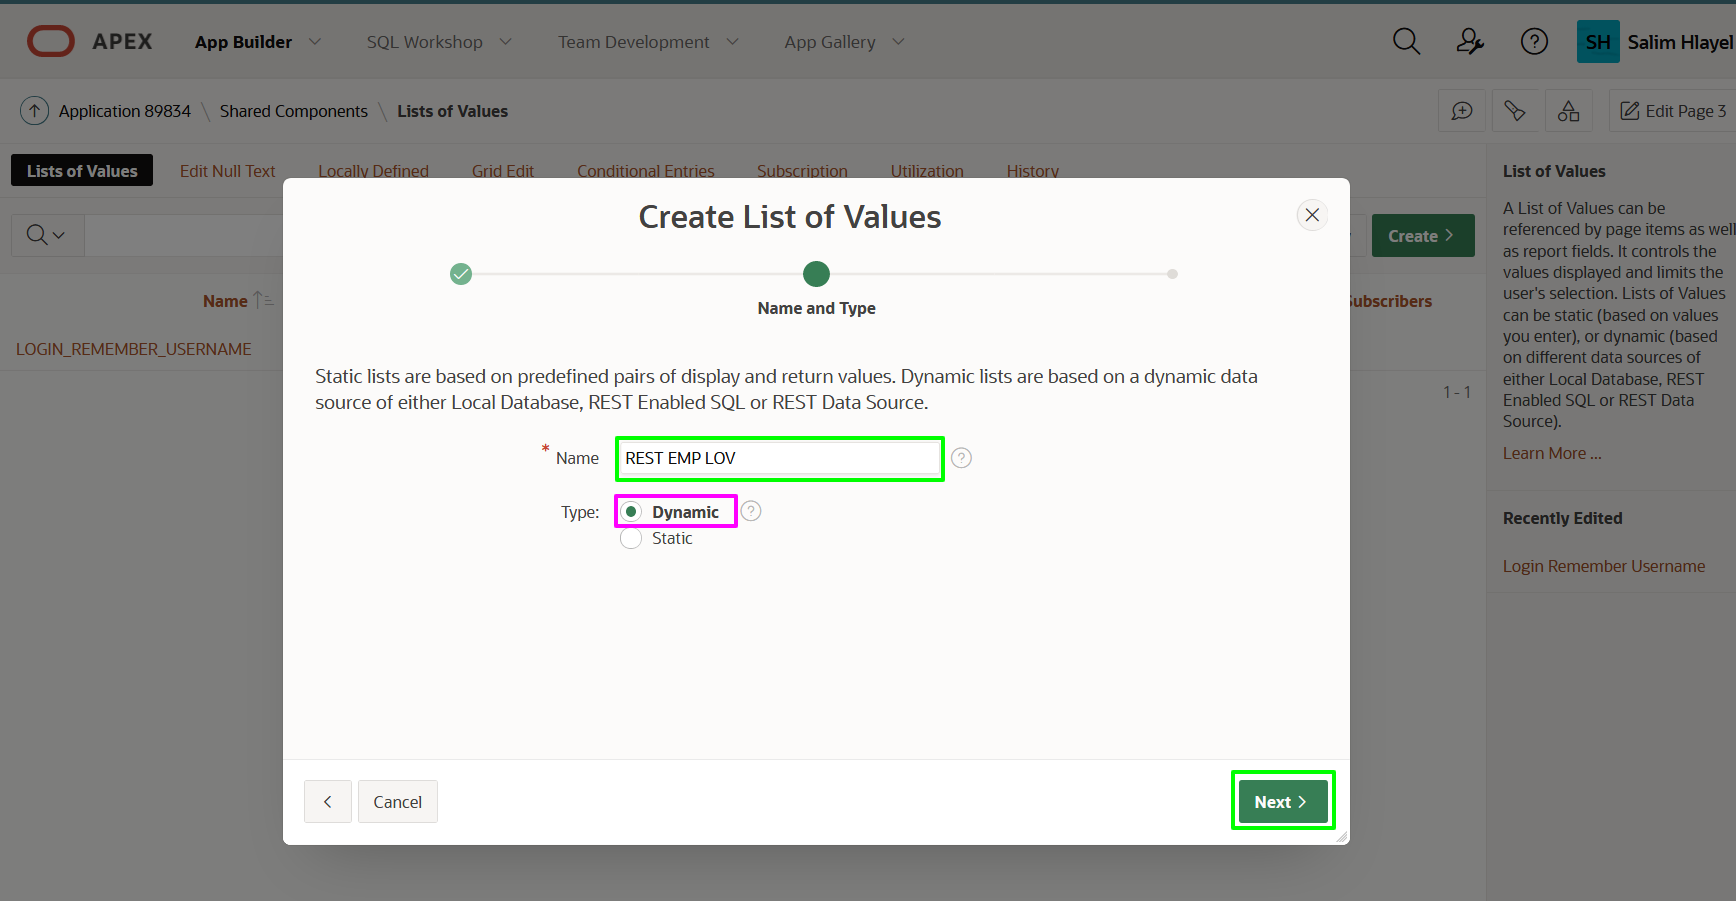 APEX
App Builder
SQL Workshop
Team Development
App Gallery
SH
Salim Hlayel
Application 89834 \ Shared Components \ Lists of Values
Edit Page 3
Lists of Values
Edit Null Text
Locally Defined
Grid Edit
Conditional Entries
Subscription
Utilization
History
Create >
Name
Subscribers
LOGIN_REMEMBER_USERNAME
1 - 1
Create List of Values
Name and Type
Static lists are based on predefined pairs of display and return values. Dynamic lists are based on a dynamic data
source of either Local Database, REST Enabled SQL or REST Data Source.
* Name
REST EMP LOV
?
Type:
Dynamic
?
Static
<
Cancel
Next >
List of Values
A List of Values can be
referenced by page items as well
as report fields. It controls the
values displayed and limits the
user's selection. Lists of Values
can be static (based on values
you enter), or dynamic (based
on different data sources of
either Local Database, REST
Enabled SQL or REST Data
Source).
Learn More ...
Recently Edited
Login Remember Username